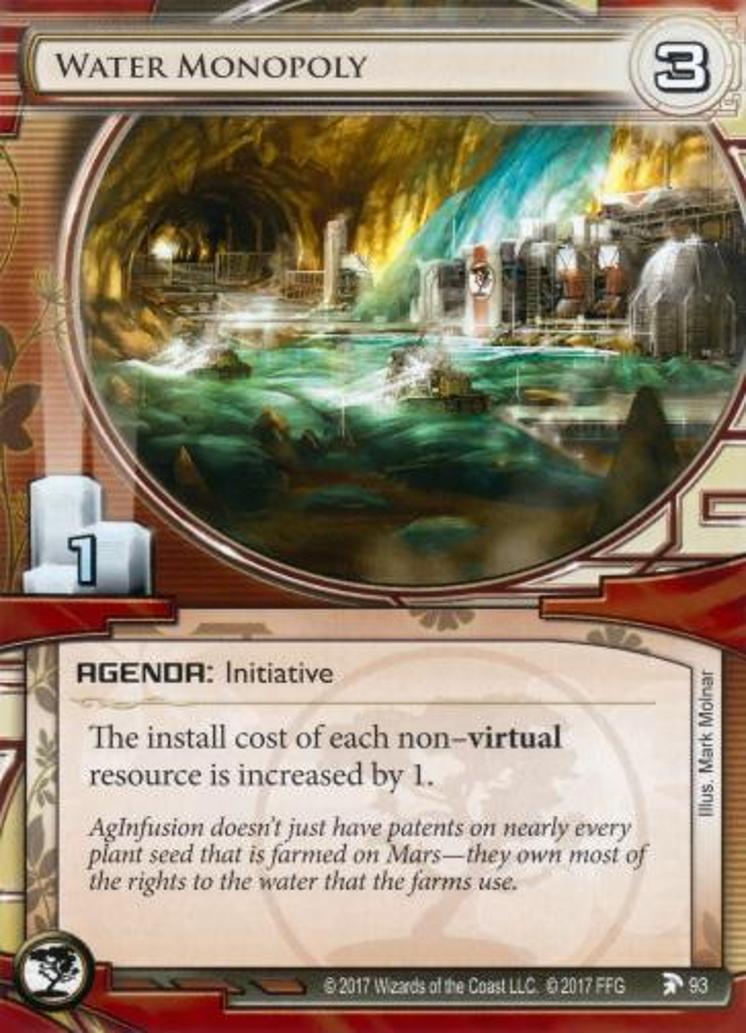 WATER MONOPOLY
3
1
AGENDA: Initiative
The install cost of each non–virtual
resource is increased by 1.
AgInfusion doesn't just have patents on nearly every
plant seed that is farmed on Mars—they own most of
the rights to the water that the farms use.
Illus. Mark Molnar
© 2017 Wizards of the Coast LLC. © 2017 FFG
93